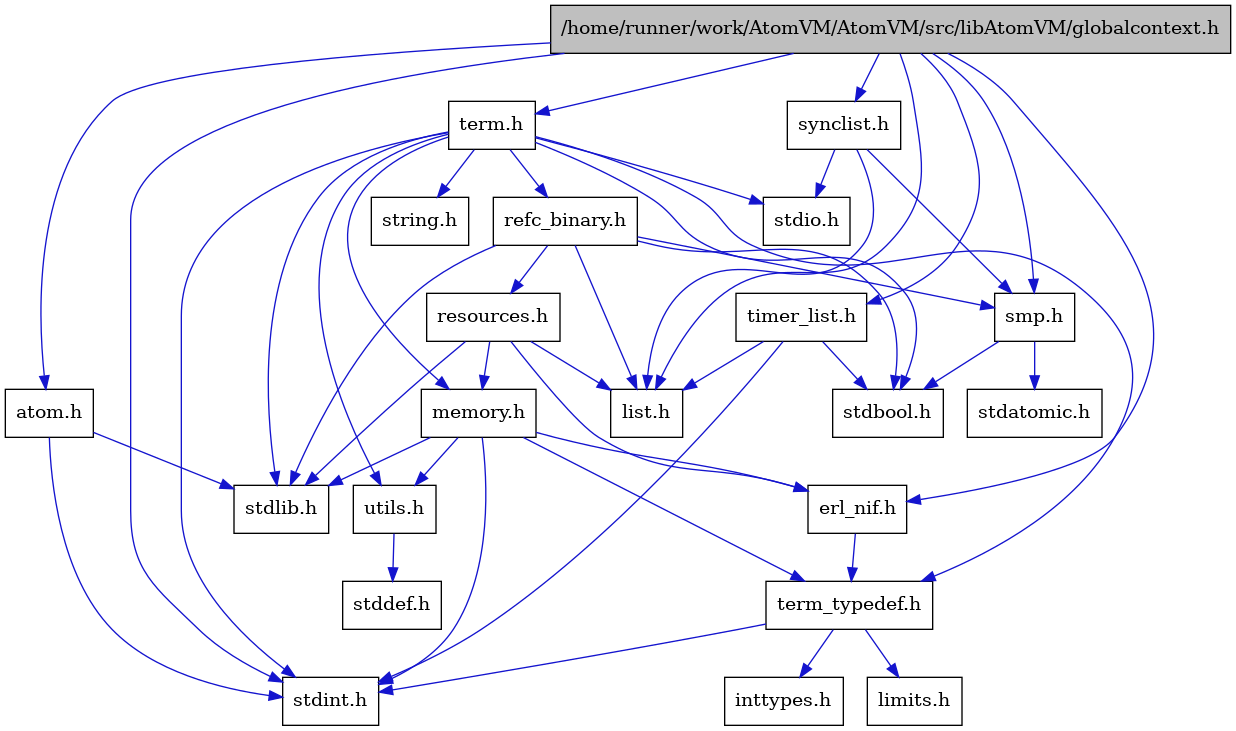 /home/runner/work/AtomVM/AtomVM/src/libAtomVM/globalcontext.h
term.h
synclist.h
string.h
refc_binary.h
stdio.h
resources.h
timer_list.h
smp.h
atom.h
memory.h
list.h
stdbool.h
stdatomic.h
stdlib.h
utils.h
erl_nif.h
stddef.h
term_typedef.h
stdint.h
inttypes.h
limits.h